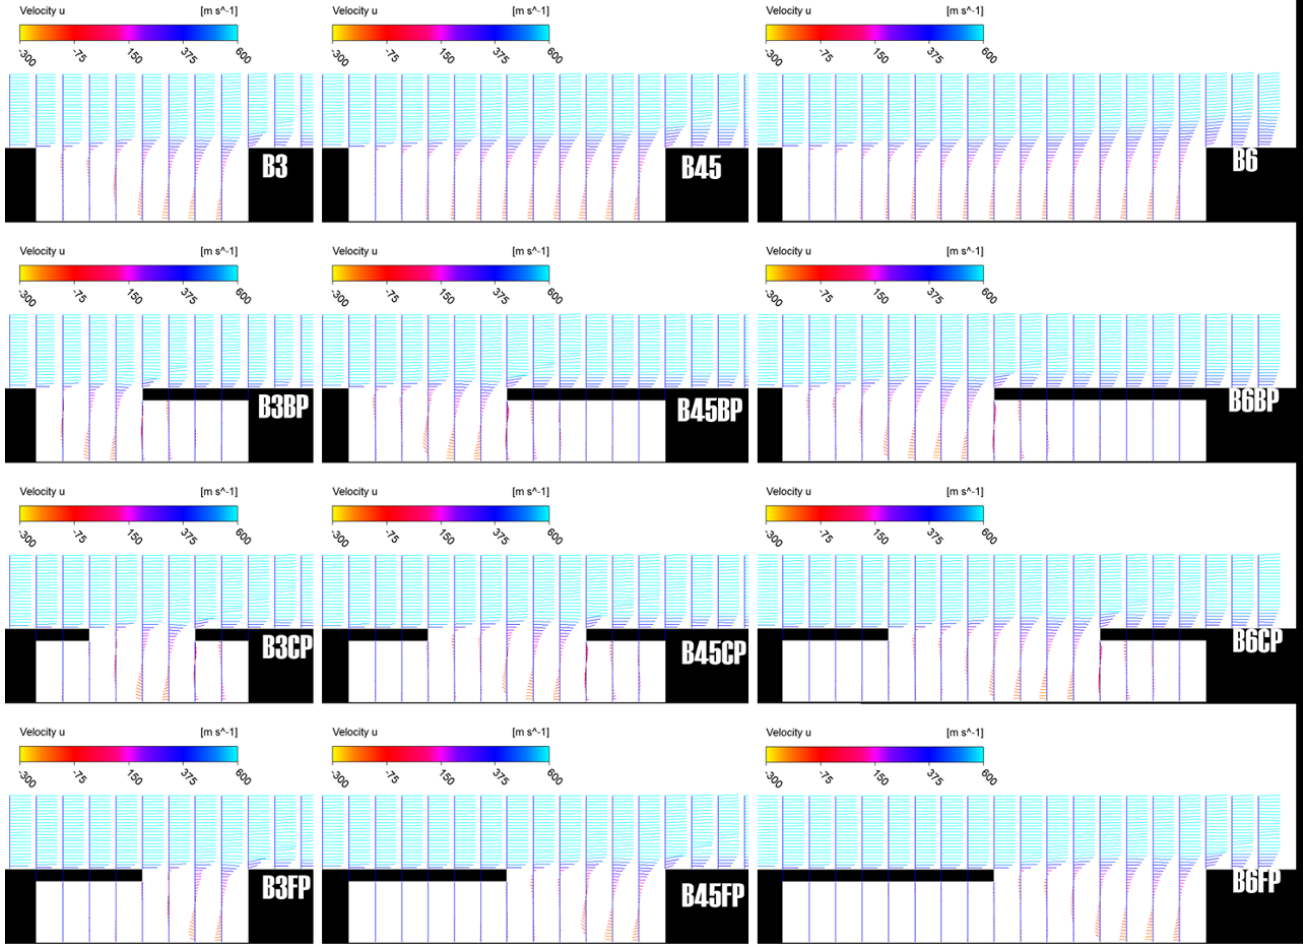 Velocity u [m s^-1] Velocity u [m s^-1] Velocity u [m s^-1]
-300 -75 150 375 600 -300 -75 150 375 600 -300 -75 150 375 600
B3 B45 B6
Velocity u [m s^-1] Velocity u [m s^-1] Velocity u [m s^-1]
-300 -75 150 375 600 -300 -75 150 375 600 -300 -75 150 375 600
B3BP B45BP B6BP
Velocity u [m s^-1] Velocity u [m s^-1] Velocity u [m s^-1]
-300 -75 150 375 600 -300 -75 150 375 600 -300 -75 150 375 600
B3CP B45CP B6CP
Velocity u [m s^-1] Velocity u [m s^-1] Velocity u [m s^-1]
-300 -75 150 375 600 -300 -75 150 375 600 -300 -75 150 375 600
B3FP B45FP B6FP